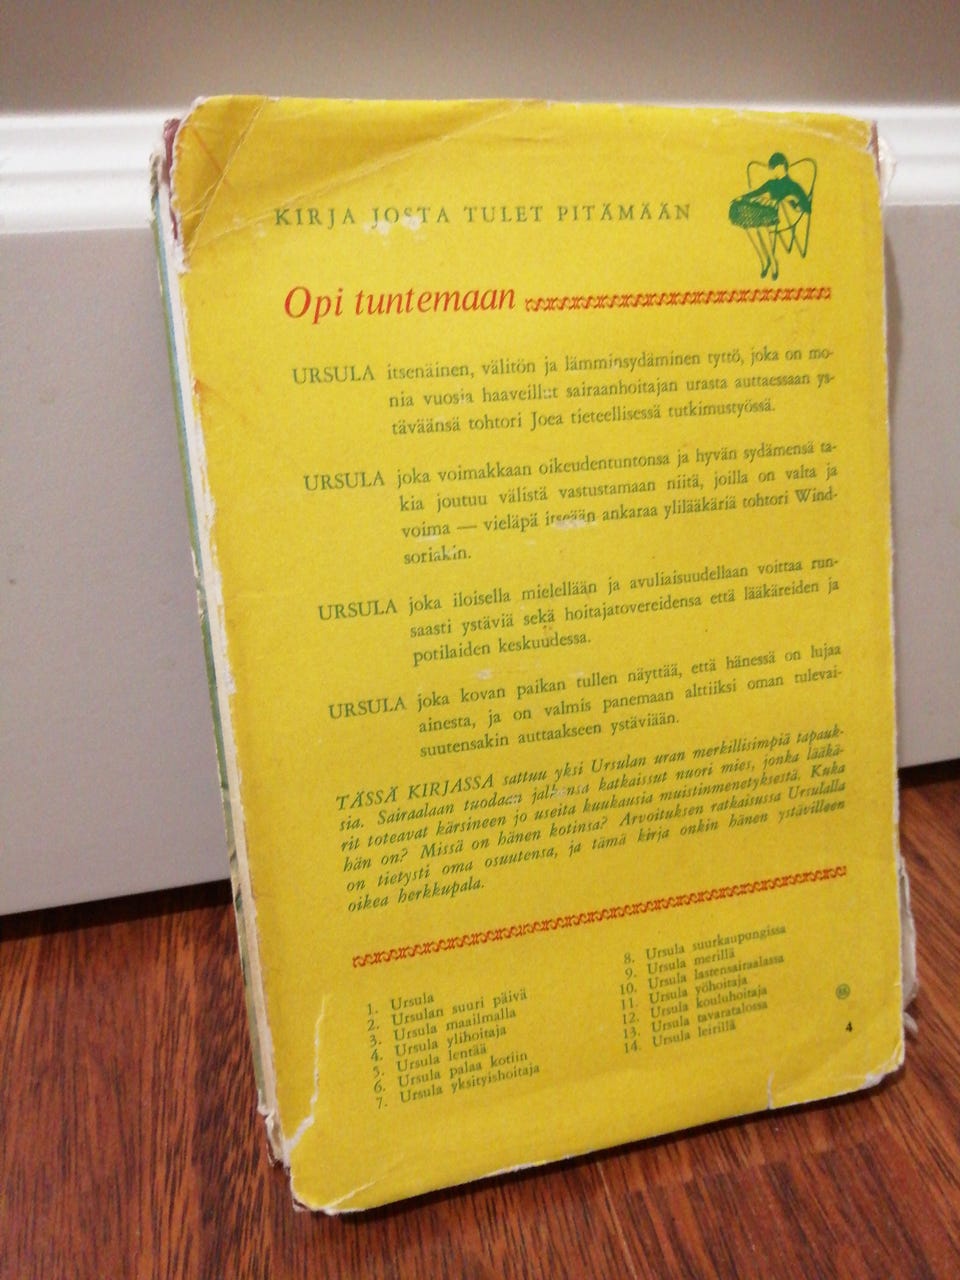 KIRJA JOSTA TULET PITÄMÄÄN
Opi tuntemaan
URSULA itsenäinen, välitön ja lämminsydäminen tyttö, joka on mo-
nia vuosia haaveillut sairaanhoitajan urasta auttaessaan ys-
täväänsä tohtori Joea tieteellisessä tutkimustyössä.
URSULA joka voimakkaan oikeudentuntonsa ja hyvän sydämensä ta-
kia joutuu välistä vastustamaan niitä, joilla on valta ja
voima — vieläpä itseään ankaraa ylilääkäriä tohtori Wind-
soriakin.
URSULA joka iloisella mielellään ja avuliaisuudellaan voittaa run-
saasti ystäviä sekä hoitajatovereidensa että lääkäreiden ja
potilaiden keskuudessa.
URSULA joka kovan paikan tullen näyttää, että hänessä on lujaa
ainesta, ja on valmis panemaan alttiiksi oman tulevai-
suutensakin auttaakseen ystäviään.
TÄSSÄ KIRJASSA sattuu yksi Ursulan uran merkillisimpiä tapauk-
sia. Sairaalaan tuodaan jalkansa katkaissut nuori mies, jonka lääkä-
rit toteavat kärsineen jo useita kuukausia muistinmenetyksestä. Kuka
hän on? Missä on hänen kotinsa? Arvoituksen ratkaisussa Ursulalla
on tietysti oma osuutensa, ja tämä kirja onkin hänen ystävilleen
oikea herkkupala.
1. Ursula
2. Ursulan suuri päivä
3. Ursula maailmalla
4. Ursula ylihoitaja
5. Ursula lentää
6. Ursula palaa kotiin
7. Ursula yksityishoitaja
8. Ursula suurkaupungissa
9. Ursula merillä
10. Ursula lastensairaalassa
11. Ursula yöhoitaja
12. Ursula kouluhoitaja
13. Ursula tavaratalossa
14. Ursula leirillä
4